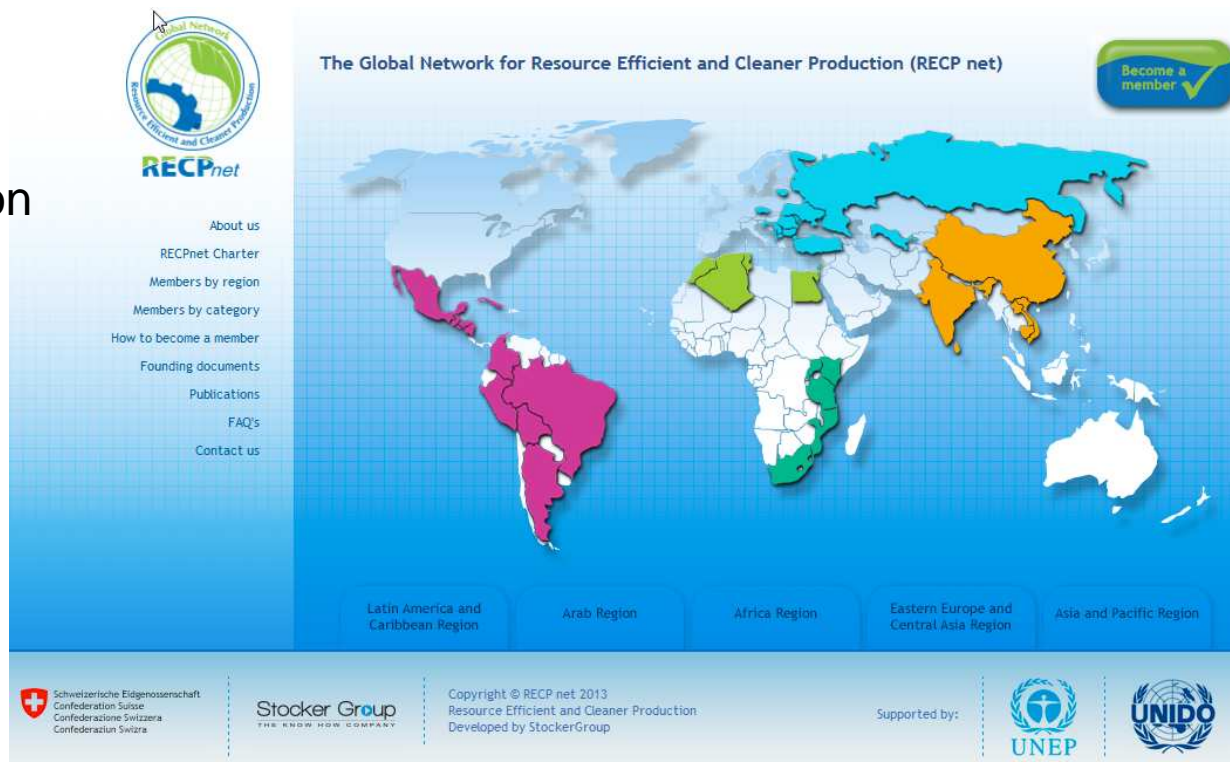 Global Network
Resource Efficient and Cleaner Production
RECPnet
on
The Global Network for Resource Efficient and Cleaner Production (RECP net)
Become a
member
About us
RECPnet Charter
Members by region
Members by category
How to become a member
Founding documents
Publications
FAQ's
Contact us
Latin America and
Caribbean Region
Arab Region
Africa Region
Eastern Europe and
Central Asia Region
Asia and Pacific Region
Schweizerische Eidgenossenschaft
Confédération Suisse
Confederazione Svizzera
Confederaziun Svizra
Stocker Group
THE KNOW HOW COMPANY
Copyright © RECP net 2013
Resource Efficient and Cleaner Production
Developed by StockerGroup
Supported by:
UNEP
UNIDO